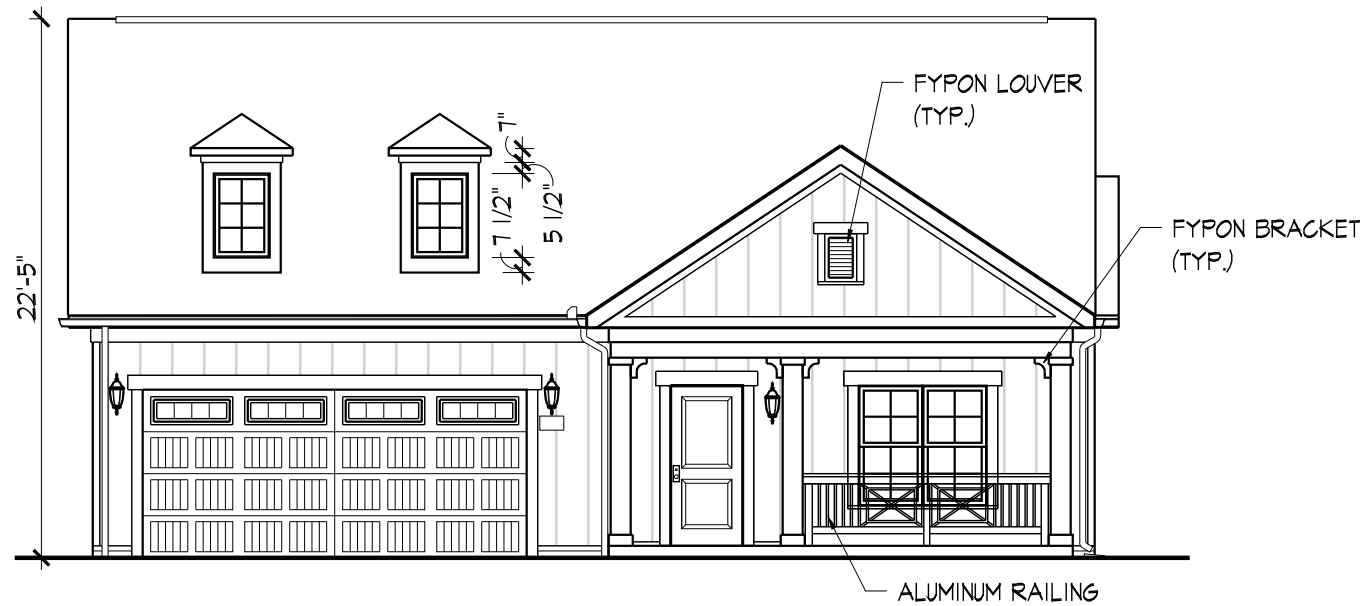 FYPON LOUVER
(TYP.)
7"
7 1/2"
5 1/2"
FYPON BRACKET
(TYP.)
22'-5"
ALUMINUM RAILING